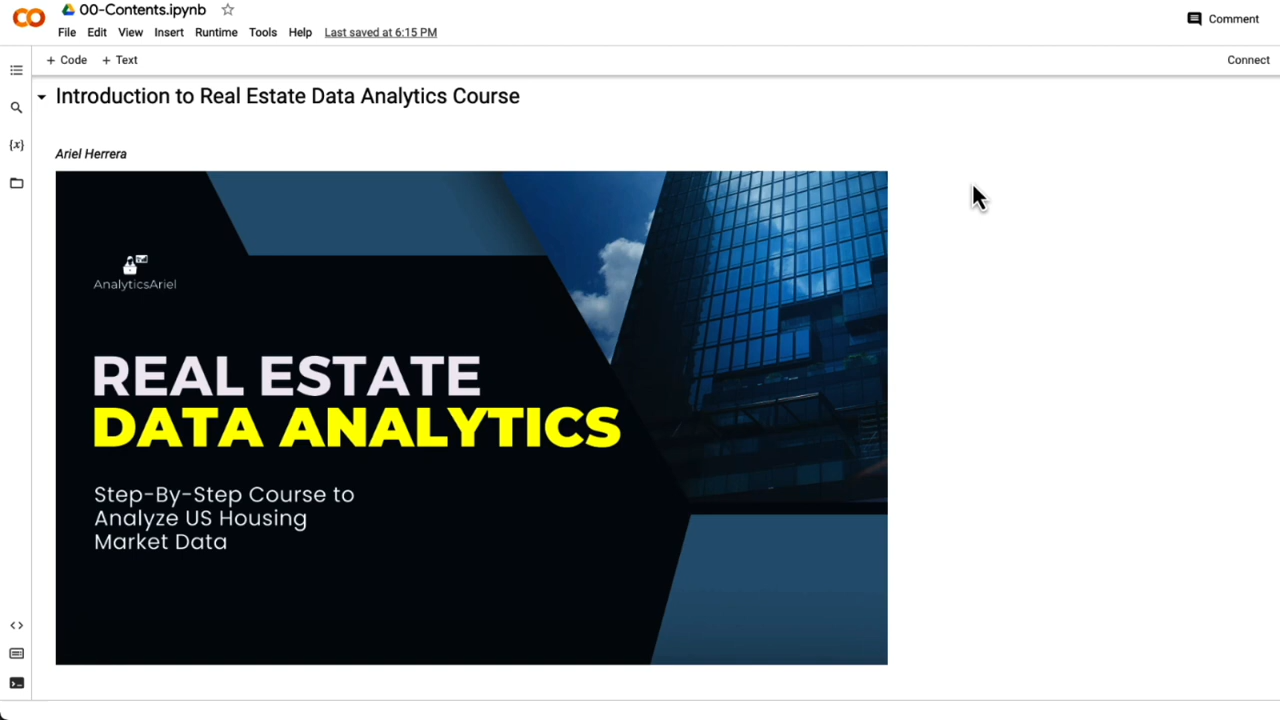 00-Contents.ipynb
File Edit View Insert Runtime Tools Help Last saved at 6:15 PM
Comment
+ Code + Text
Connect
{x}
Introduction to Real Estate Data Analytics Course
Ariel Herrera
AnalyticsAriel
REAL ESTATE
DATA ANALYTICS
Step-By-Step Course to
Analyze US Housing
Market Data